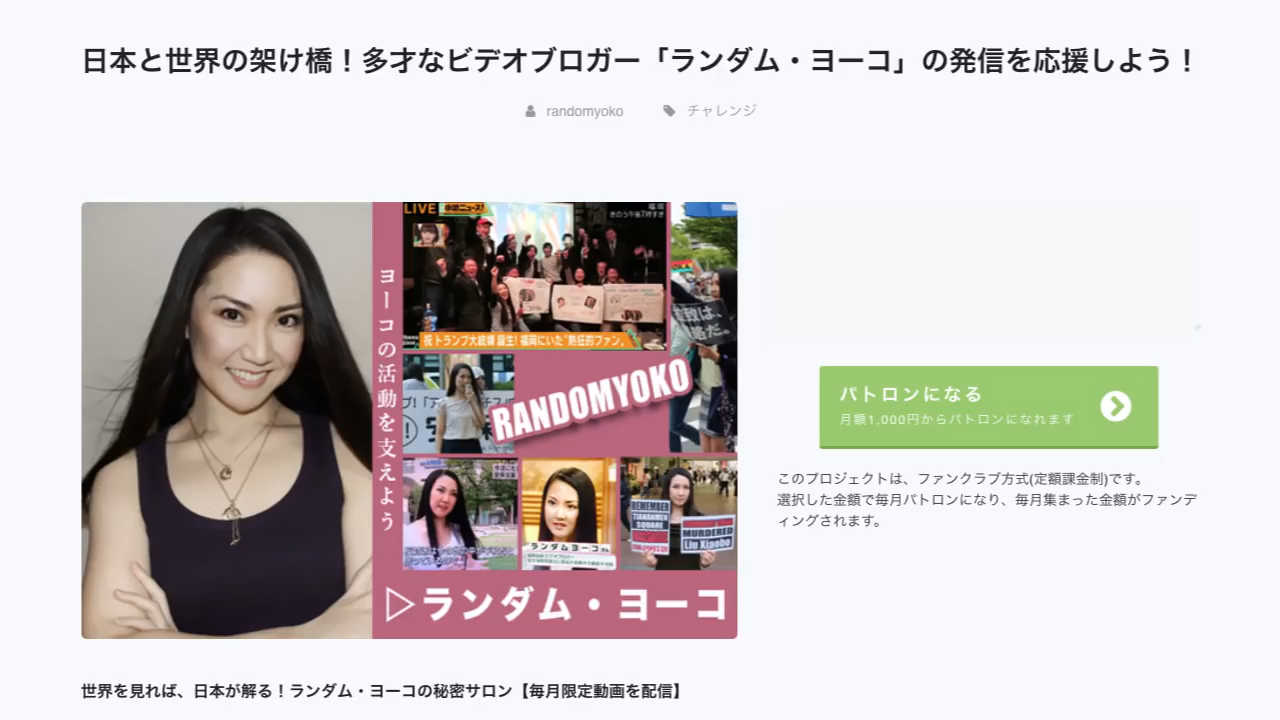 日本と世界の架け橋！多才なビデオブロガー「ランダム・ヨーコ」の発信を応援しよう！
randomyoko チャレンジ
ヨーコの活動を支えよう
LIVE
福岡
きのう午後7時すぎ
祝 トランプ大統領 誕生! 福岡にいた"熱狂的ファン"
RANDOMYOKO
ランダムヨーコさん
REMEMBER
TIANANMEN
SQUARE
MURDERED
Liu Xiaobo
▷ランダム・ヨーコ
パトロンになる
月額1,000円からパトロンになれます
このプロジェクトは、ファンクラブ方式(定額課金制)です。
選択した金額で毎月パトロンになり、毎月集まった金額がファンデ
ィングされます。
世界を見れば、日本が解る！ランダム・ヨーコの秘密サロン【毎月限定動画を配信】